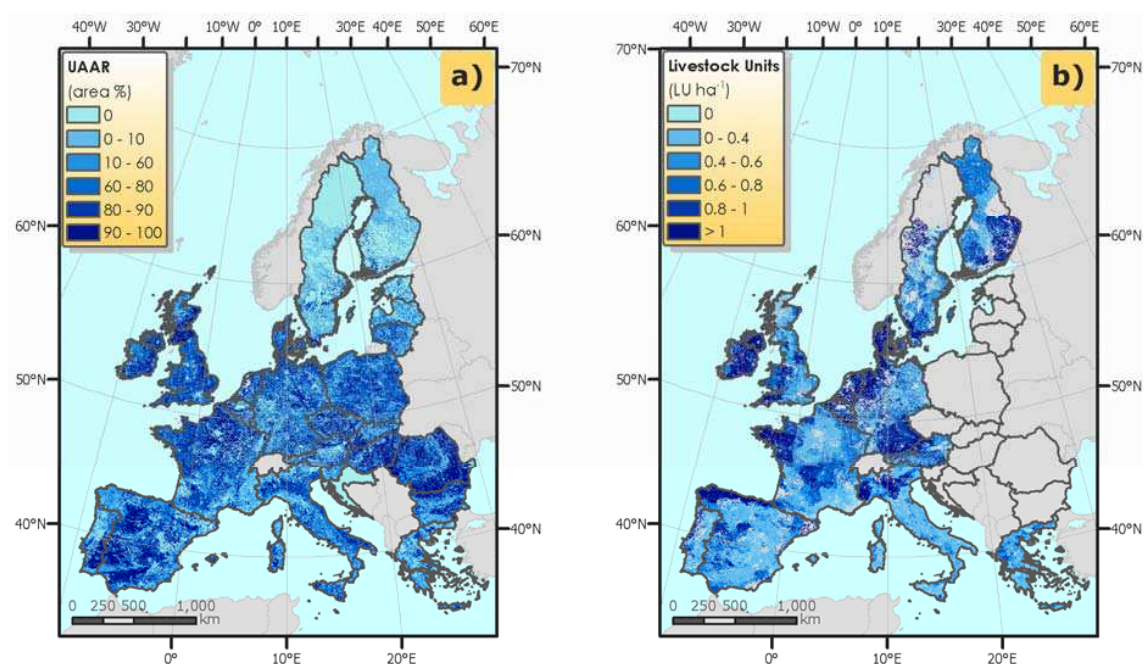 40°W 30°W 20°W 10°W 0° 10°E 20°E 30°E 40°E 50°E 60°E
UAAR
(area %)
0
0 - 10
10 - 60
60 - 80
80 - 90
90 - 100
a)
70°N
60°N
60°N
50°N
50°N
40°N
40°N
0 250 500 1,000
km
0° 10°E 20°E
40°W 30°W 20°W 10°W 0° 10°E 20°E 30°E 40°E 50°E 60°E
70°N
Livestock Units
(LU ha⁻¹)
0
0 - 0.4
0.4 - 0.6
0.6 - 0.8
0.8 - 1
>1
b)
70°N
60°N
60°N
50°N
50°N
40°N
40°N
0 250 500 1,000
km
0° 10°E 20°E